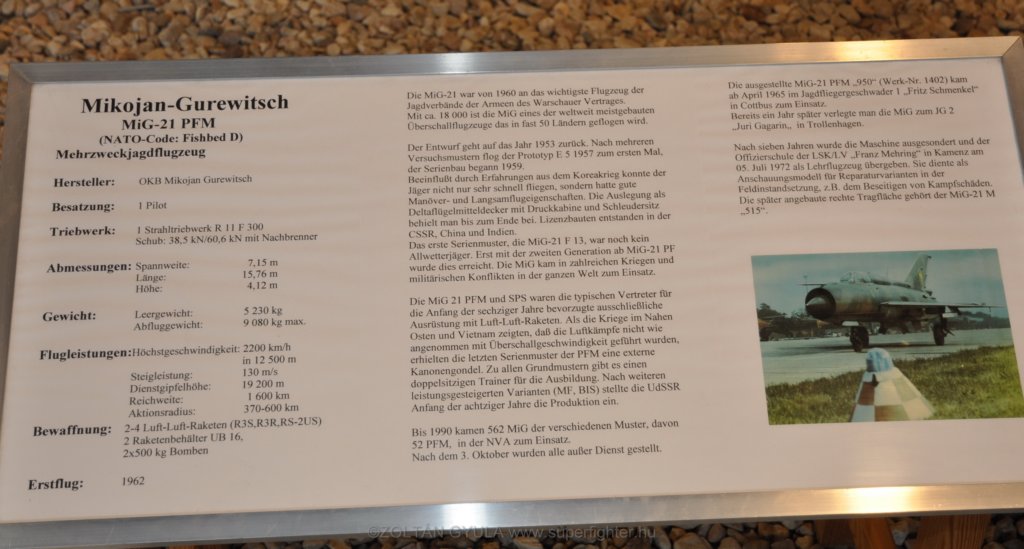 Mikojan-Gurewitsch
MiG-21 PFM
(NATO-Code: Fishbed D)
Mehrzweckjagdflugzeug
Hersteller: OKB Mikojan Gurewitsch
Besatzung: 1 Pilot
Triebwerk: 1 Strahltriebwerk R 11 F 300
Schub: 38,5 kN/60,6 kN mit Nachbrenner
Abmessungen: Spannweite: 7,15 m
Länge: 15,76 m
Höhe: 4,12 m
Gewicht: Leergewicht: 5 230 kg
Abfluggewicht: 9 080 kg max.
Flugleistungen: Höchstgeschwindigkeit: 2200 km/h
in 12 500 m
Steigleistung: 130 m/s
Dienstgipfelhöhe: 19 200 m
Reichweite: 1 600 km
Aktionsradius: 370-600 km
Bewaffnung: 2-4 Luft-Luft-Raketen (R3S,R3R,RS-2US)
2 Raketenbehälter UB 16,
2x500 kg Bomben
Erstflug: 1962
Die MiG-21 war von 1960 an das wichtigste Flugzeug der
Jagdverbände der Armeen des Warschauer Vertrages.
Mit ca. 18 000 ist die MiG eines der weltweit meistgebauten
Überschallflugzeuge das in fast 50 Ländern geflogen wird.
Der Entwurf geht auf das Jahr 1953 zurück. Nach mehreren
Versuchsmustern flog der Prototyp E 5 1957 zum ersten Mal,
der Serienbau begann 1959.
Beeinflußt durch Erfahrungen aus dem Koreakrieg konnte der
Jäger nicht nur sehr schnell fliegen, sondern hatte gute
Manöver- und Langsamflugeigenschaften. Die Auslegung als
Deltaflügelmitteldecker mit Druckkabine und Schleudersitz
behielt man bis zum Ende bei. Lizenzbauten entstanden in der
CSSR, China und Indien.
Das erste Serienmuster, die MiG-21 F 13, war noch kein
Allwetterjäger. Erst mit der zweiten Generation ab MiG-21 PF
wurde dies erreicht. Die MiG kam in zahlreichen Kriegen und
militärischen Konflikten in der ganzen Welt zum Einsatz.
Die MiG 21 PFM und SPS waren die typischen Vertreter für
die Anfang der sechziger Jahre bevorzugte ausschließliche
Ausrüstung mit Luft-Luft-Raketen. Als die Kriege im Nahen
Osten und Vietnam zeigten, daß die Luftkämpfe nicht wie
angenommen mit Überschallgeschwindigkeit geführt wurden,
erhielten die letzten Serienmuster der PFM eine externe
Kanonengondel. Zu allen Grundmustern gibt es einen
doppelsitzigen Trainer für die Ausbildung. Nach weiteren
leistungsgesteigerten Varianten (MF, BIS) stellte die UdSSR
Anfang der achtziger Jahre die Produktion ein.
Bis 1990 kamen 562 MiG der verschiedenen Muster, davon
52 PFM, in der NVA zum Einsatz.
Nach dem 3. Oktober wurden alle außer Dienst gestellt.
Die ausgestellte MiG-21 PFM „950“ (Werk-Nr. 1402) kam
ab April 1965 im Jagdfliegergeschwader 1 „Fritz Schmenkel“
in Cottbus zum Einsatz.
Bereits ein Jahr später verlegte man die MiG zum JG 2
„Juri Gagarin„, in Trollenhagen.
Nach sieben Jahren wurde die Maschine ausgesondert und der
Offizierschule der LSK/LV „Franz Mehring“ in Kamenz am
05. Juli 1972 als Lehrflugzeug übergeben. Sie diente als
Anschauungsmodell für Reparaturvarianten in der
Feldinstandsetzung, z.B. dem Beseitigen von Kampfschäden.
Die später angebaute rechte Tragfläche gehört der MiG-21 M
„515“.
©ZOLTÁN GYULA www.superfighter.hu